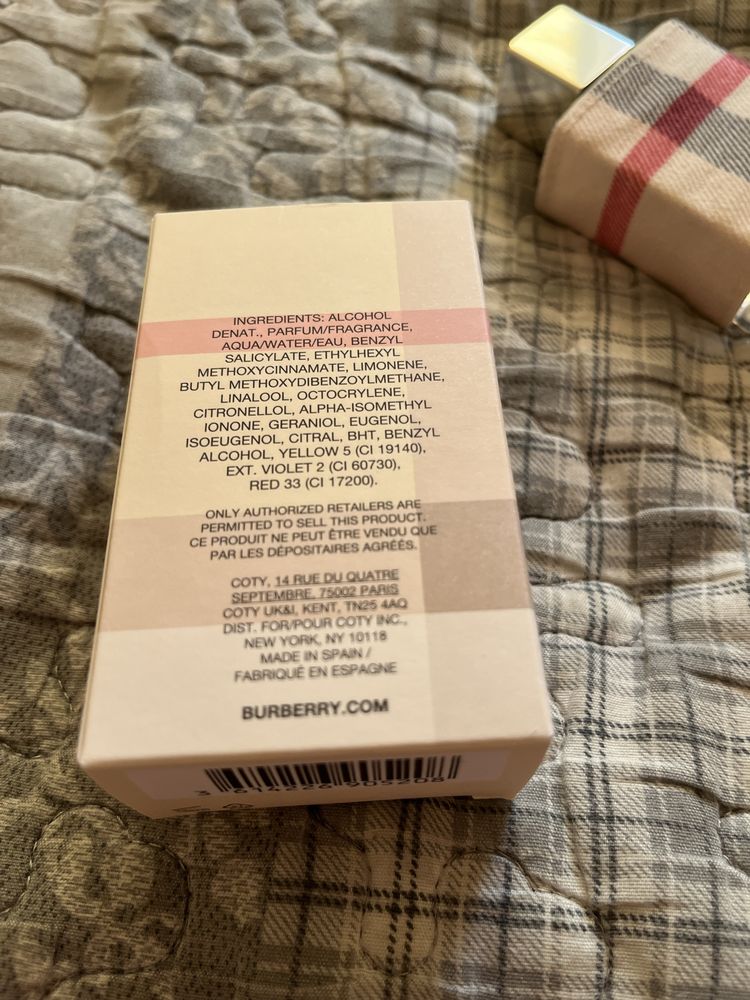 INGREDIENTS: ALCOHOL
DENAT., PARFUM/FRAGRANCE,
AQUA/WATER/EAU, BENZYL
SALICYLATE, ETHYLHEXYL
METHOXYCINNAMATE, LIMONENE,
BUTYL METHOXYDIBENZOYLMETHANE,
LINALOOL, OCTOCRYLENE,
CITRONELLOL, ALPHA-ISOMETHYL
IONONE, GERANIOL, EUGENOL,
ISOEUGENOL, CITRAL, BHT, BENZYL
ALCOHOL, YELLOW 5 (CI 19140),
EXT. VIOLET 2 (CI 60730),
RED 33 (CI 17200).
ONLY AUTHORIZED RETAILERS ARE
PERMITTED TO SELL THIS PRODUCT.
CE PRODUIT NE PEUT ÊTRE VENDU QUE
PAR LES DÉPOSITAIRES AGRÉÉS.
COTY, 14 RUE DU QUATRE
SEPTEMBRE, 75002 PARIS
COTY UK&I, KENT, TN25 4AQ
DIST. FOR/POUR COTY INC.,
NEW YORK, NY 10118
MADE IN SPAIN /
FABRIQUÉ EN ESPAGNE
BURBERRY.COM
3 614226 905208